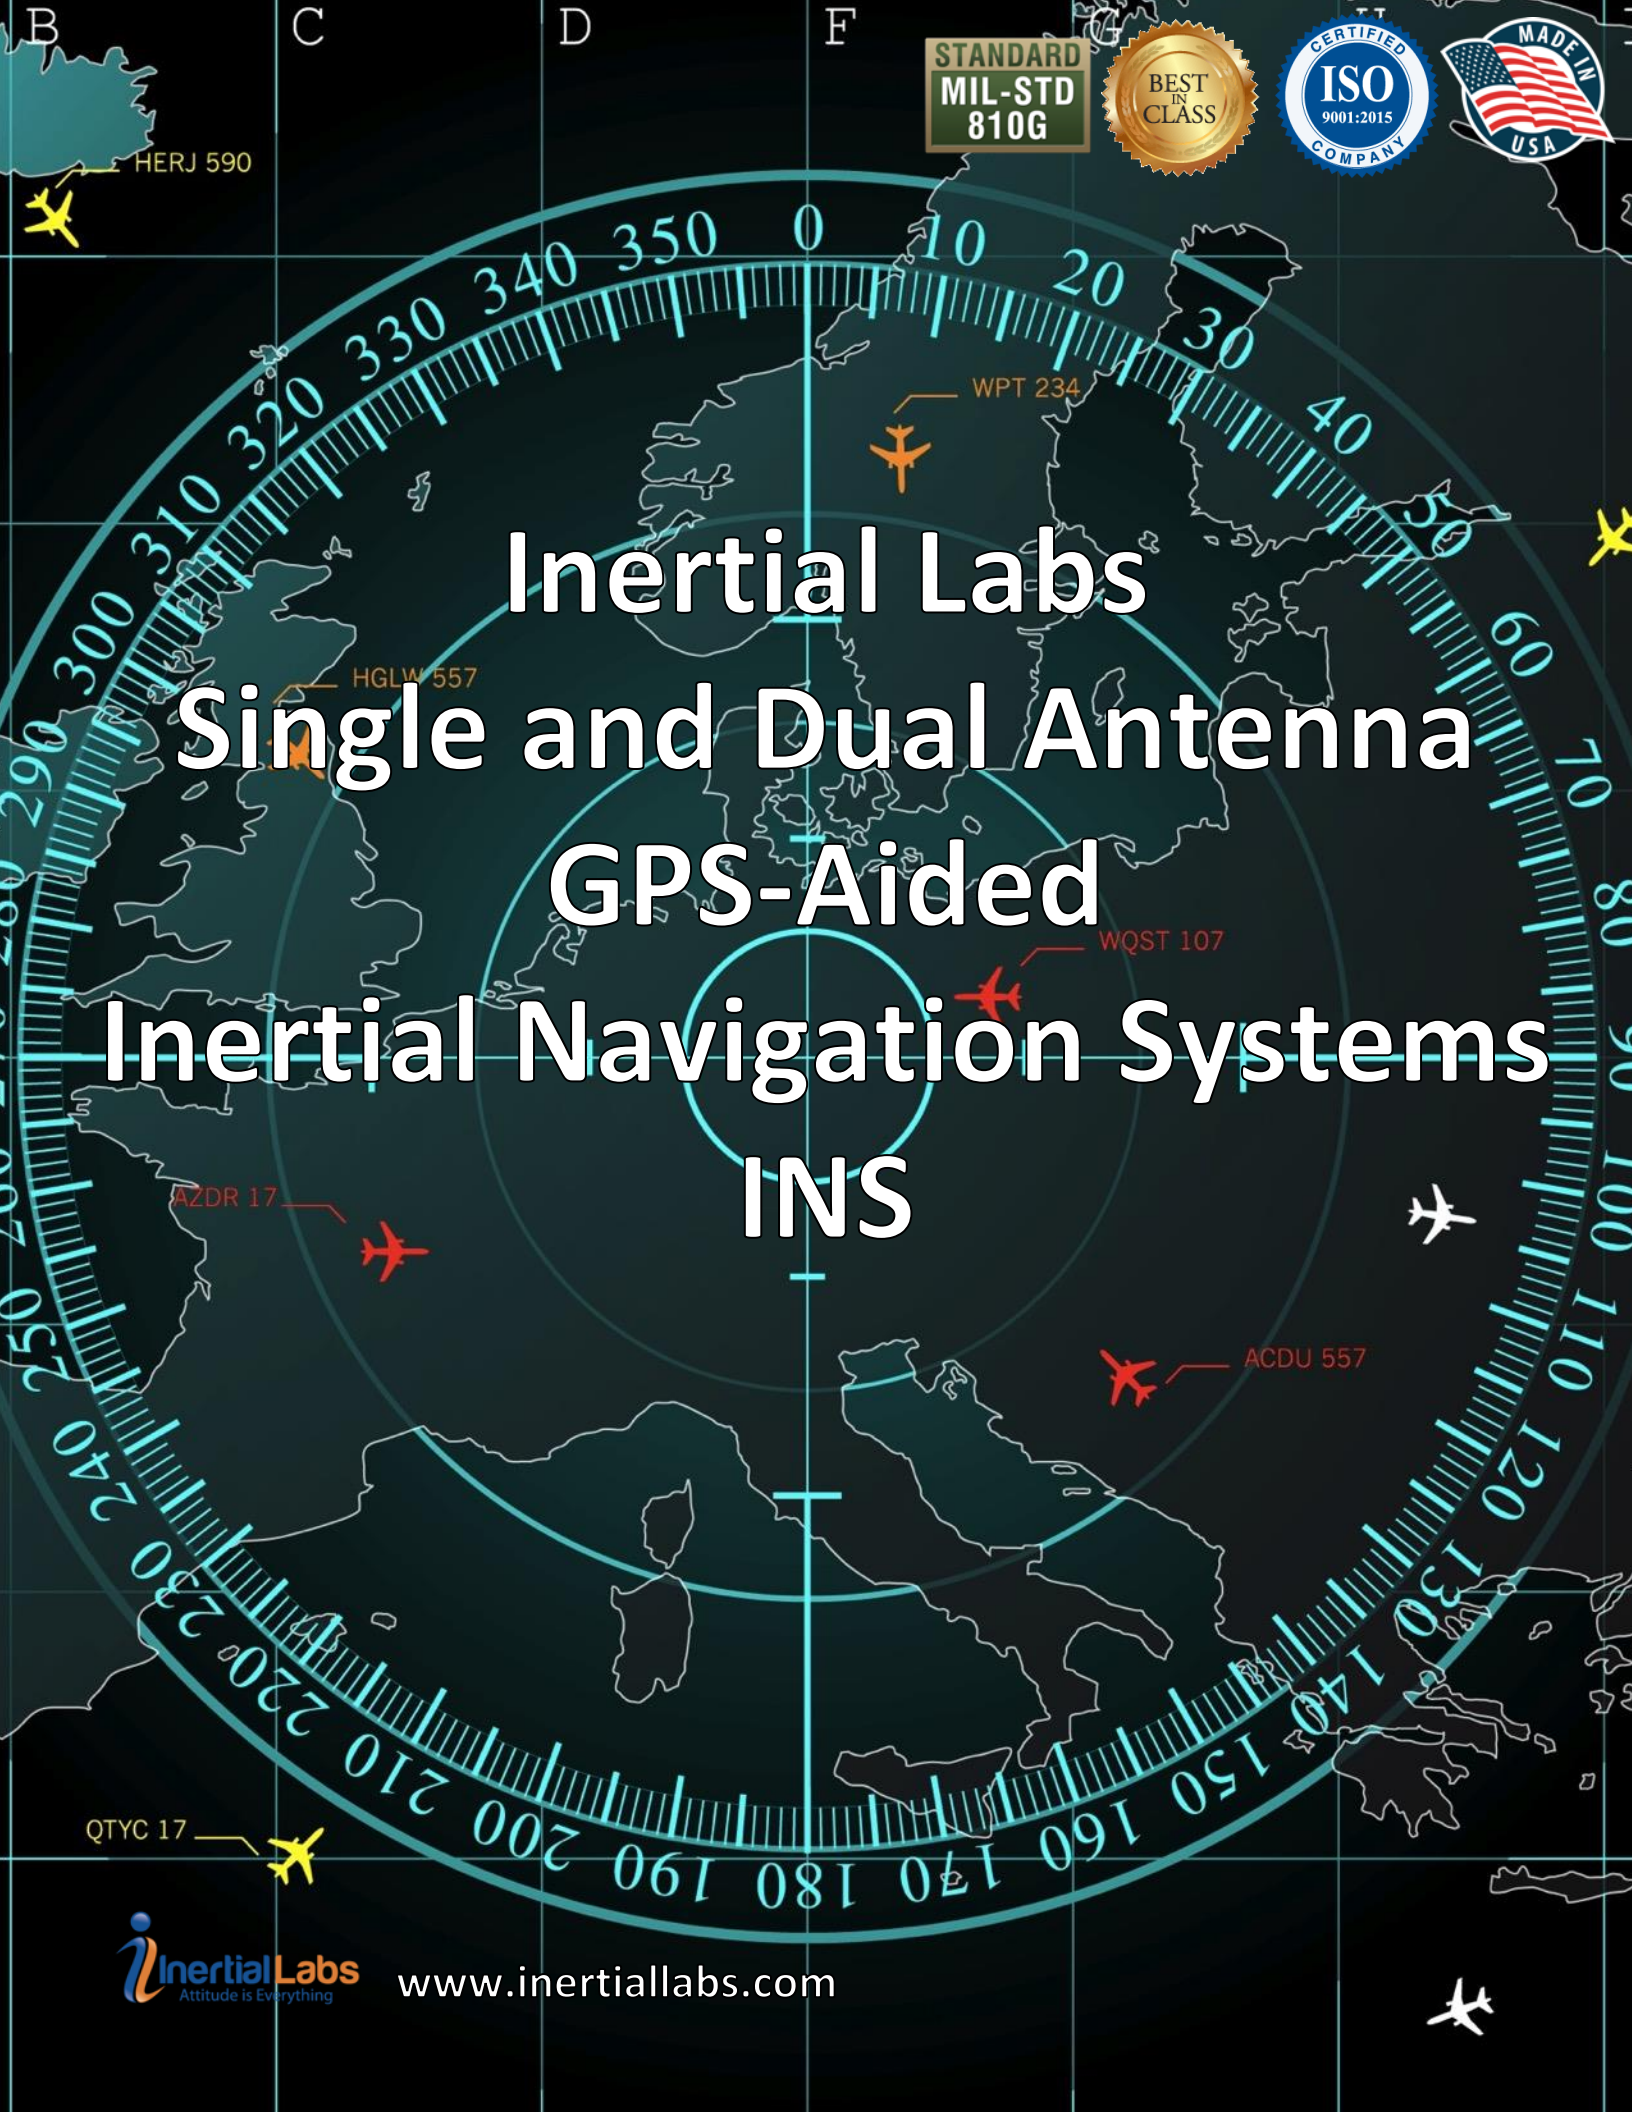 B C D F G H
STANDARD
MIL-STD
810G
BEST
IN
CLASS
CERTIFIED
ISO
9001:2015
COMPANY
MADE IN
USA
HERJ 590
350 0 10
340 20
330 30
320 40
310 50
300 60
290 70
280 80
90
100
250 110
240 120
230 130
220 140
210 150
200 160
190 180 170
WPT 234
Inertial Labs
HGLW 557
Single and Dual Antenna
GPS-Aided
WQST 107
Inertial Navigation Systems
INS
AZDR 17
ACDU 557
QTYC 17
Inertial Labs
Attitude is Everything
www.inertiallabs.com